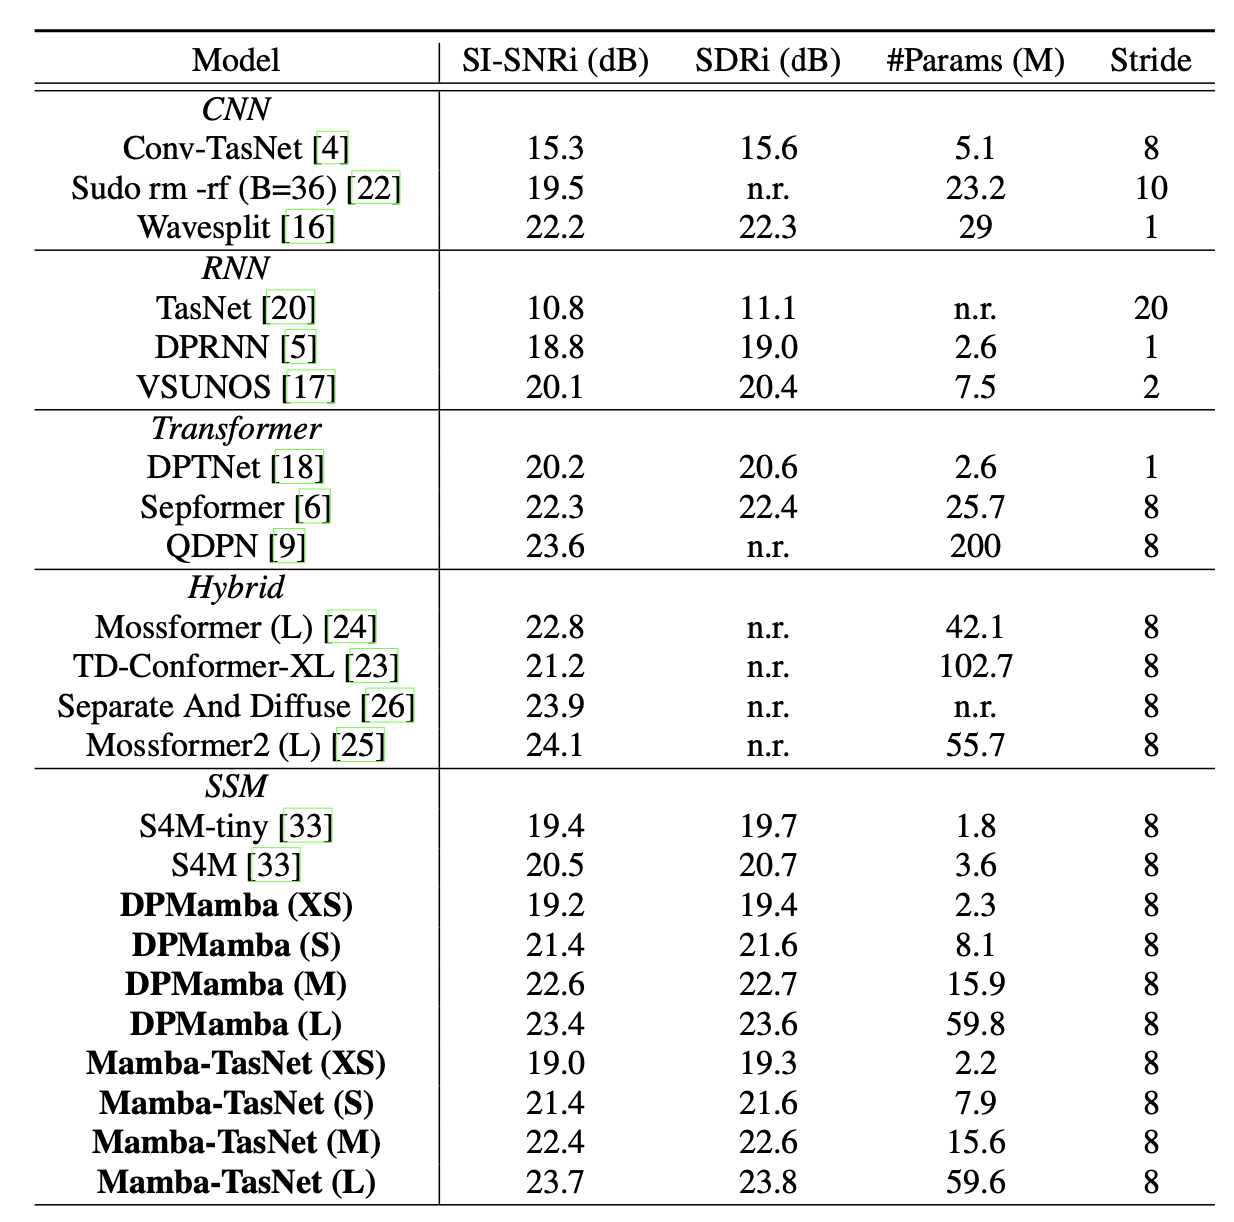 Model SI-SNRi (dB) SDRi (dB) #Params (M) Stride
CNN
Conv-TasNet [4] 15.3 15.6 5.1 8
Sudo rm -rf (B=36) [22] 19.5 n.r. 23.2 10
Wavesplit [16] 22.2 22.3 29 1
RNN
TasNet [20] 10.8 11.1 n.r. 20
DPRNN [5] 18.8 19.0 2.6 1
VSUNOS [17] 20.1 20.4 7.5 2
Transformer
DPTNet [18] 20.2 20.6 2.6 1
Sepformer [6] 22.3 22.4 25.7 8
QDPN [9] 23.6 n.r. 200 8
Hybrid
Mossformer (L) [24] 22.8 n.r. 42.1 8
TD-Conformer-XL [23] 21.2 n.r. 102.7 8
Separate And Diffuse [26] 23.9 n.r. n.r. 8
Mossformer2 (L) [25] 24.1 n.r. 55.7 8
SSM
S4M-tiny [33] 19.4 19.7 1.8 8
S4M [33] 20.5 20.7 3.6 8
DPMamba (XS) 19.2 19.4 2.3 8
DPMamba (S) 21.4 21.6 8.1 8
DPMamba (M) 22.6 22.7 15.9 8
DPMamba (L) 23.4 23.6 59.8 8
Mamba-TasNet (XS) 19.0 19.3 2.2 8
Mamba-TasNet (S) 21.4 21.6 7.9 8
Mamba-TasNet (M) 22.4 22.6 15.6 8
Mamba-TasNet (L) 23.7 23.8 59.6 8